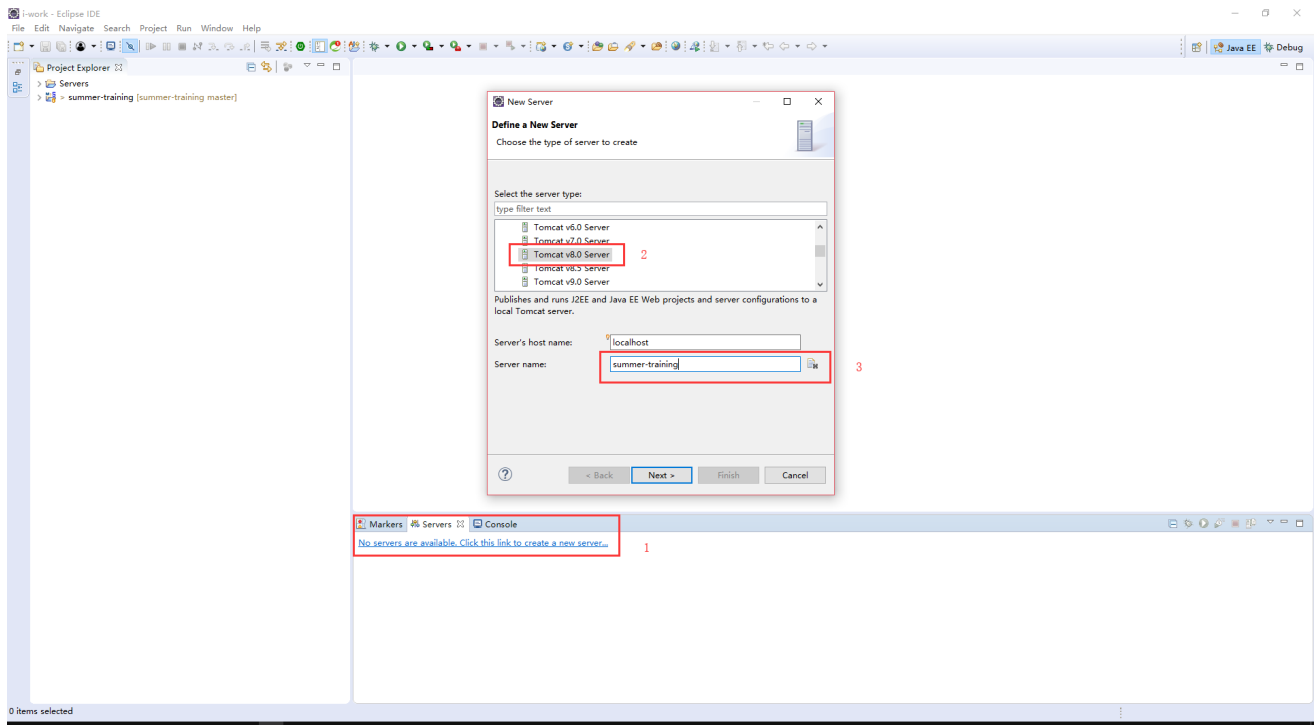 i-work - Eclipse IDE
File Edit Navigate Search Project Run Window Help
Java EE Debug
Project Explorer
Servers
> summer-training [summer-training master]
New Server
Define a New Server
Choose the type of server to create
Select the server type:
type filter text
Tomcat v6.0 Server
Tomcat v7.0 Server
Tomcat v8.0 Server 2
Tomcat v8.5 Server
Tomcat v9.0 Server
Publishes and runs J2EE and Java EE Web projects and server configurations to a
local Tomcat server.
Server's host name: localhost
Server name: summer-training 3
< Back Next > Finish Cancel
Markers Servers Console
No servers are available. Click this link to create a new server...
1
0 items selected